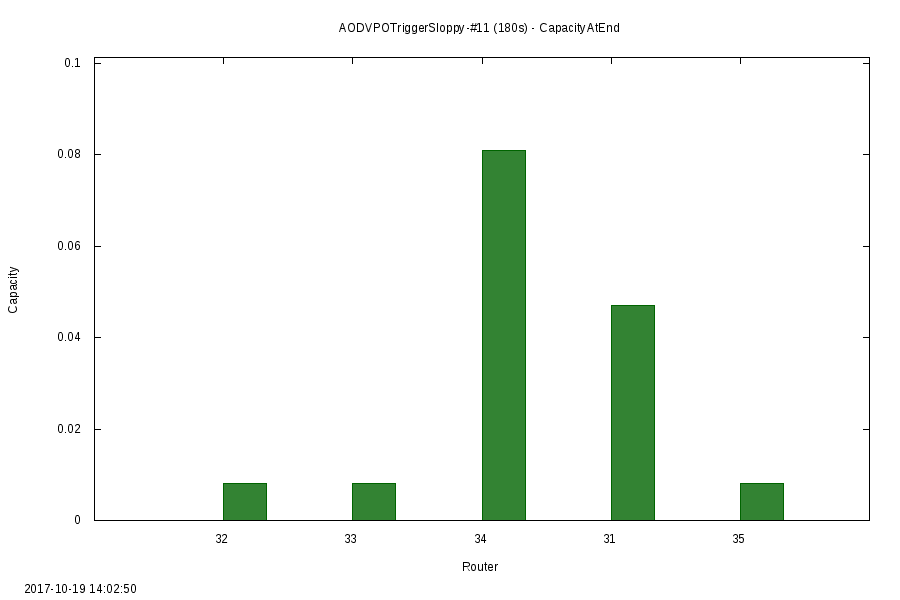 AODVPOTriggerSloppy-#11 (180s) - CapacityAtEnd
0.1
0.08
0.06
0.04
0.02
0
Capacity
32 33 34 31 35
Router
2017-10-19 14:02:50